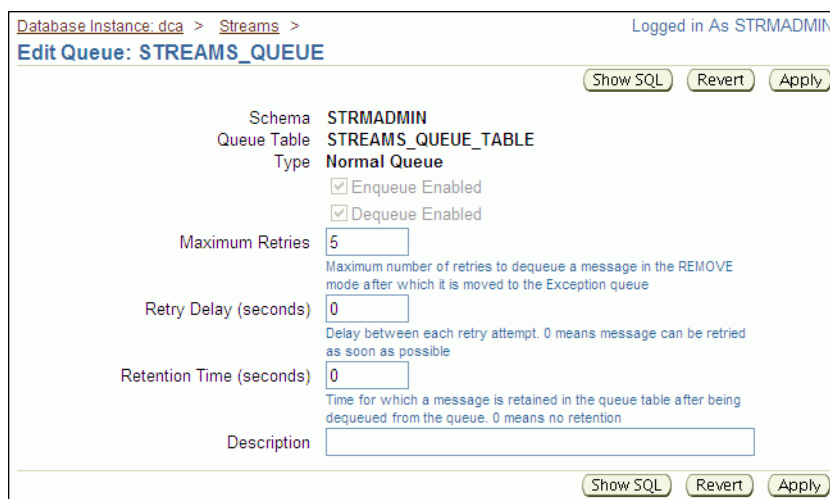 Database Instance: dca > Streams > Logged in As STRMADMIN
Edit Queue: STREAMS_QUEUE
Show SQL Revert Apply
Schema STRMADMIN
Queue Table STREAMS_QUEUE_TABLE
Type Normal Queue
Enqueue Enabled
Dequeue Enabled
Maximum Retries 5
Maximum number of retries to dequeue a message in the REMOVE
mode after which it is moved to the Exception queue
Retry Delay (seconds) 0
Delay between each retry attempt. 0 means message can be retried
as soon as possible
Retention Time (seconds) 0
Time for which a message is retained in the queue table after being
dequeued from the queue. 0 means no retention
Description
Show SQL Revert Apply